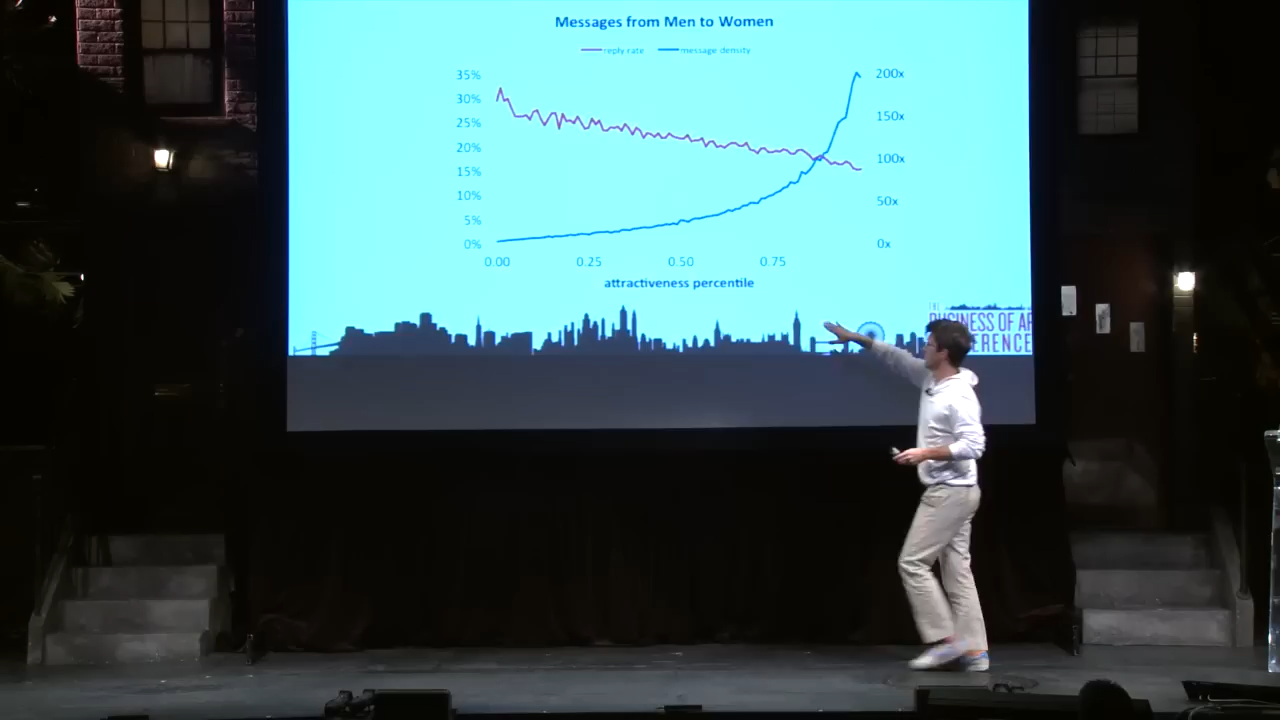 Messages from Men to Women
reply rate message density
35% 200x
30%
25% 150x
20%
15% 100x
10% 50x
5%
0% 0x
0.00 0.25 0.50 0.75
attractiveness percentile
THE
BUSINESS OF